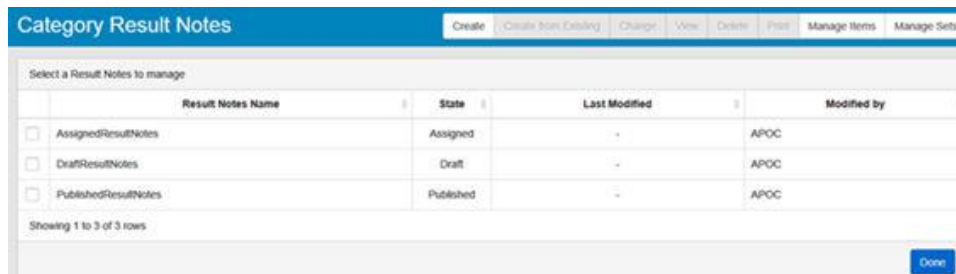 Category Result Notes
Create Create from Existing Change View Delete Print Manage Items Manage Sets
Select a Result Notes to manage
Result Notes Name State Last Modified Modified by
AssignedResultNotes Assigned - APOC
DraftResultNotes Draft - APOC
PublishedResultNotes Published - APOC
Showing 1 to 3 of 3 rows
Done